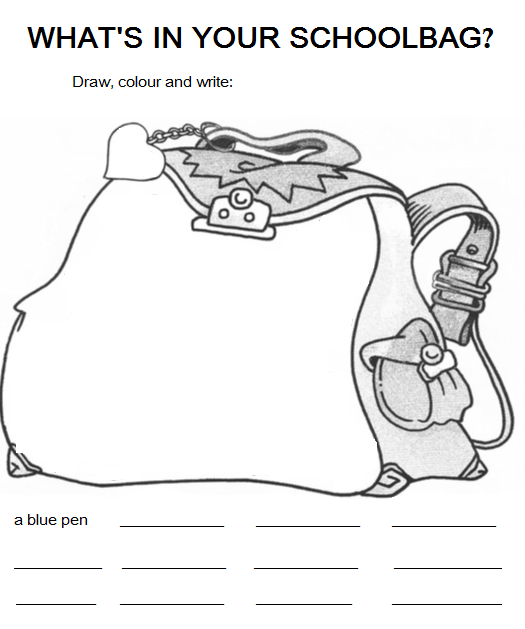 WHAT'S IN YOUR SCHOOLBAG?
Draw, colour and write:
a blue pen